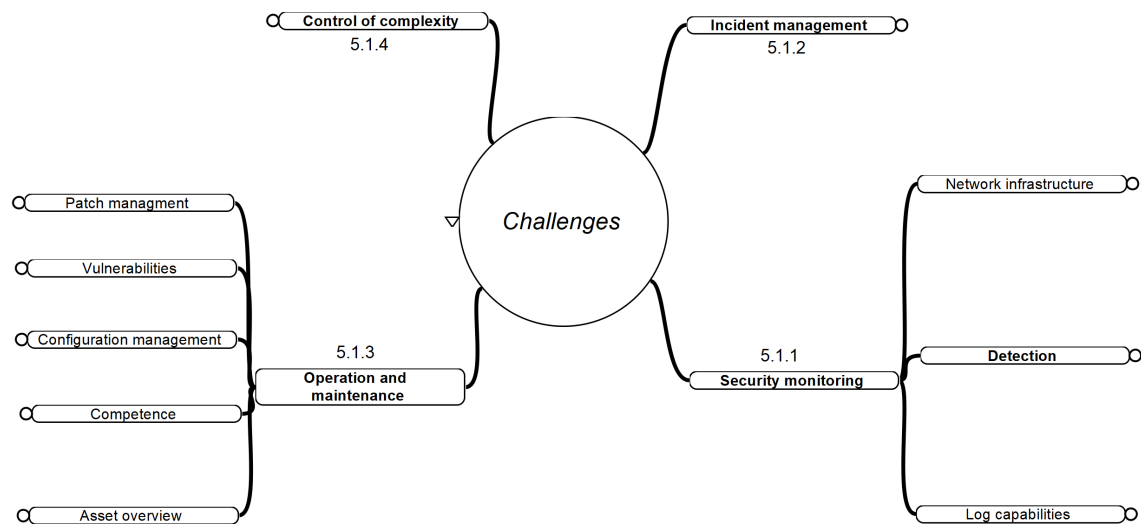 Control of complexity
5.1.4
Incident management
5.1.2
Challenges
Patch managment
Vulnerabilities
Configuration management
Competence
Asset overview
5.1.3
Operation and
maintenance
5.1.1
Security monitoring
Network infrastructure
Detection
Log capabilities